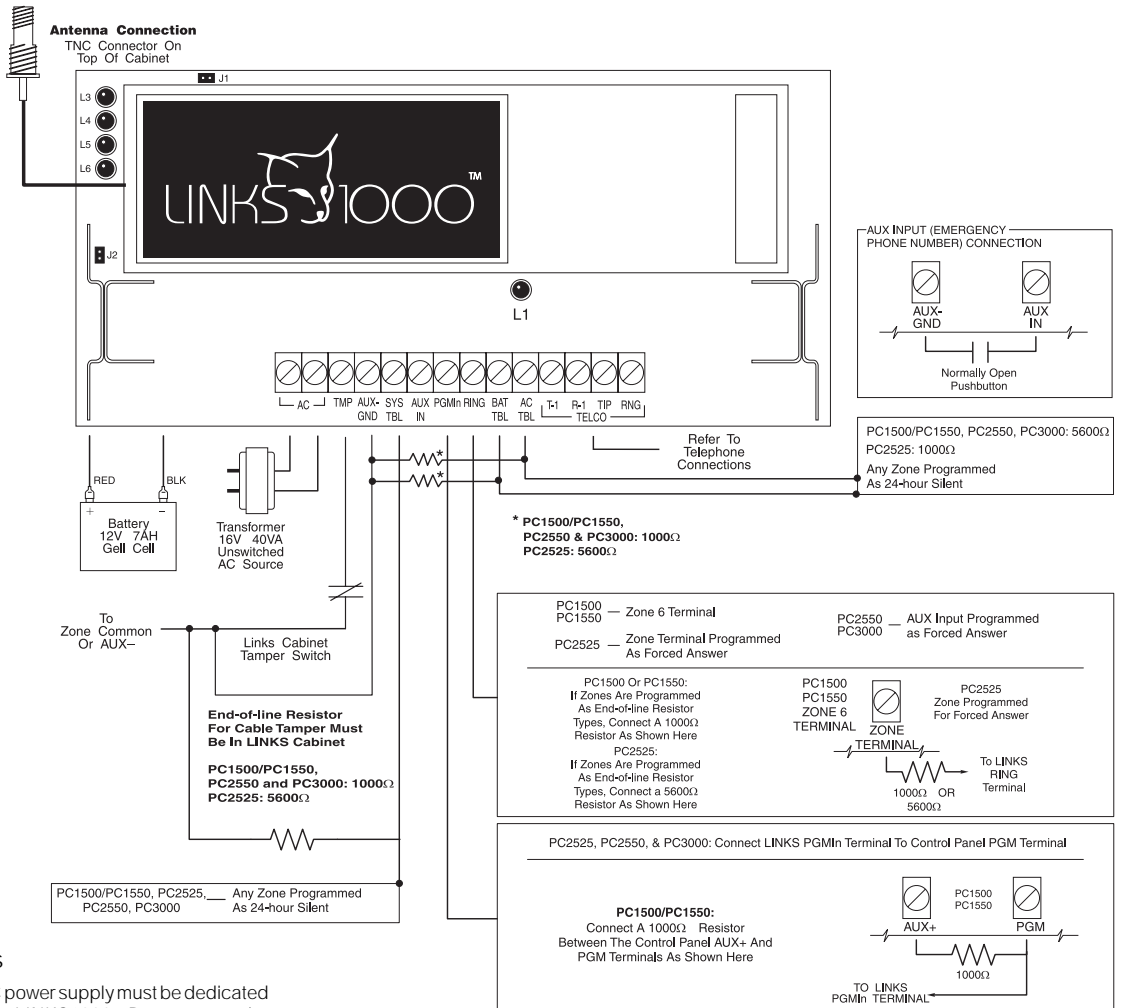 Antenna Connection
TNC Connector On
Top Of Cabinet
J1
L3
L4
L5
L6
LINKS 1000™
J2
L1
AC
TMP
AUX-
GND
SYS
TBL
AUX
IN
PGMIn
RING
BAT
TBL
AC
TBL
T-1
R-1
TIP
RNG
TELCO
AUX INPUT (EMERGENCY
PHONE NUMBER) CONNECTION
AUX-
GND
AUX
IN
Normally Open
Pushbutton
Refer To
Telephone
Connections
PC1500/PC1550, PC2550, PC3000: 5600Ω
PC2525: 1000Ω
Any Zone Programmed
As 24-hour Silent
RED
BLK
+ –
Battery
12V 7AH
Gell Cell
Transformer
16V 40VA
Unswitched
AC Source
*
*
* PC1500/PC1550,
PC2550 & PC3000: 1000Ω
PC2525: 5600Ω
To
Zone Common
Or AUX–
Links Cabinet
Tamper Switch
End-of-line Resistor
For Cable Tamper Must
Be In LINKS Cabinet
PC1500/PC1550,
PC2550 and PC3000: 1000Ω
PC2525: 5600Ω
PC1500/PC1550, PC2525,
PC2550, PC3000
Any Zone Programmed
As 24-hour Silent
PC1500
PC1550
— Zone 6 Terminal
PC2525 — Zone Terminal Programmed
As Forced Answer
PC2550
PC3000
— AUX Input Programmed
as Forced Answer
PC1500 Or PC1550:
If Zones Are Programmed
As End-of-line Resistor
Types, Connect A 1000Ω
Resistor As Shown Here
PC2525:
If Zones Are Programmed
As End-of-line Resistor
Types, Connect a 5600Ω
Resistor As Shown Here
PC1500
PC1550
ZONE 6
TERMINAL
ZONE
TERMINAL
PC2525
Zone Programmed
For Forced Answer
To LINKS
RING
Terminal
1000Ω OR
5600Ω
PC2525, PC2550, & PC3000: Connect LINKS PGMIn Terminal To Control Panel PGM Terminal
PC1500/PC1550:
Connect A 1000Ω Resistor
Between The Control Panel AUX+ And
PGM Terminals As Shown Here
PC1500
PC1550
AUX+
PGM
1000Ω
TO LINKS
PGMIn TERMINAL
s
power supply must be dedicated